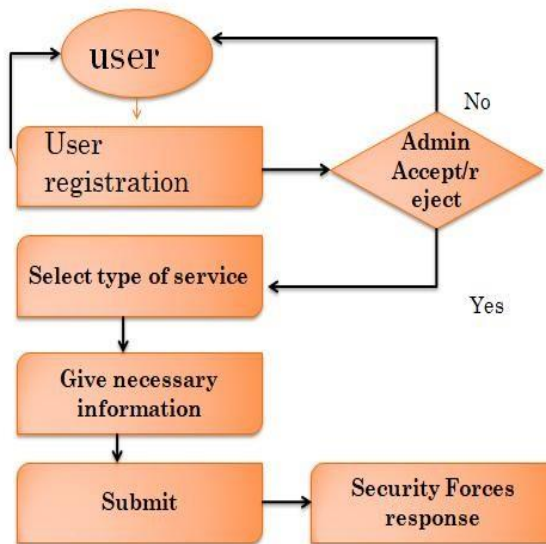 user
No
User
registration
Admin
Accept/r
eject
Select type of service
Yes
Give necessary
information
Submit
Security Forces
response